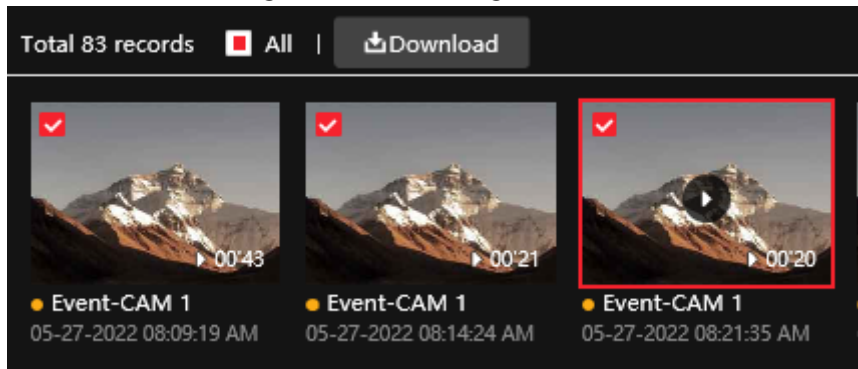 Total 83 records All | Download
00'43 00'21 00'20
Event-CAM 1 Event-CAM 1 Event-CAM 1
05-27-2022 08:09:19 AM 05-27-2022 08:14:24 AM 05-27-2022 08:21:35 AM